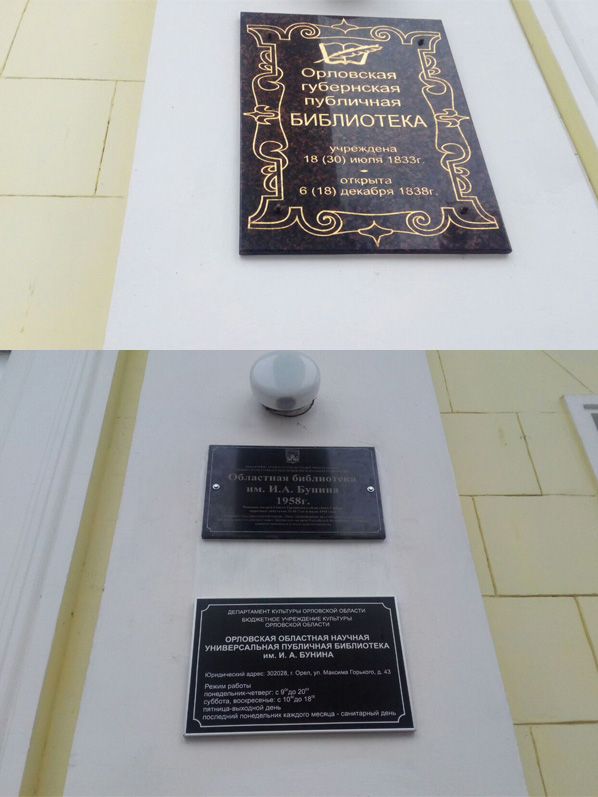 Орловская
губернская
публичная
БИБЛИОТЕКА
учреждена
18 (30) июля 1833г.
-
открыта
6 (18) декабря 1838г.
Областная библиотека
им. И.А. Бунина
1958г.
ДЕПАРТАМЕНТ КУЛЬТУРЫ ОРЛОВСКОЙ ОБЛАСТИ
БЮДЖЕТНОЕ УЧРЕЖДЕНИЕ КУЛЬТУРЫ
ОРЛОВСКОЙ ОБЛАСТИ
ОРЛОВСКАЯ ОБЛАСТНАЯ НАУЧНАЯ
УНИВЕРСАЛЬНАЯ ПУБЛИЧНАЯ БИБЛИОТЕКА
им. И. А. БУНИНА
Юридический адрес: 302028, г. Орел, ул. Максима Горького, д. 43
Режим работы
понедельник-четверг: с 9⁰⁰до 20⁰⁰
суббота, воскресенье: с 10⁰⁰до 18⁰⁰
пятница-выходной день
последний понедельник каждого месяца - санитарный день